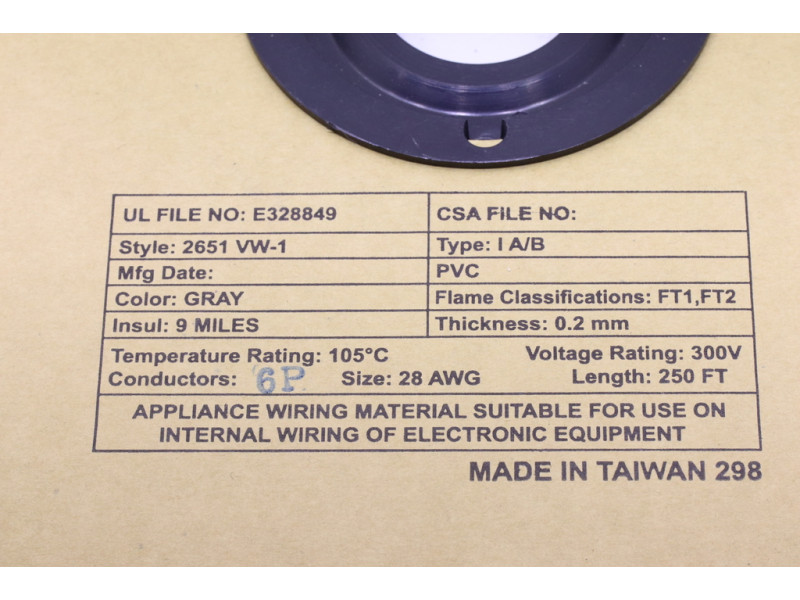 UL FILE NO: E328849
CSA FILE NO:
Style: 2651 VW-1
Type: I A/B
Mfg Date:
PVC
Color: GRAY
Flame Classifications: FT1,FT2
Insul: 9 MILES
Thickness: 0.2 mm
Temperature Rating: 105°C
Voltage Rating: 300V
Conductors: 6P
Size: 28 AWG
Length: 250 FT
APPLIANCE WIRING MATERIAL SUITABLE FOR USE ON
INTERNAL WIRING OF ELECTRONIC EQUIPMENT
MADE IN TAIWAN 298